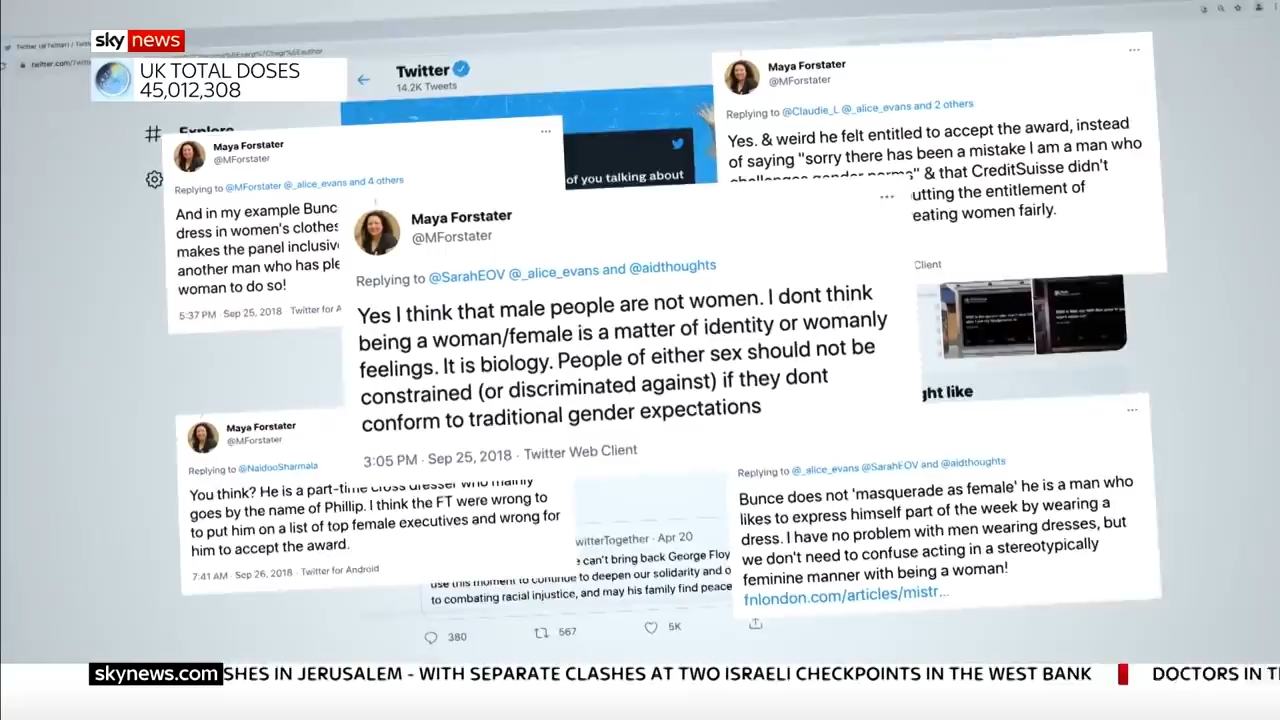 sky news
UK TOTAL DOSES
45,012,308
Twitter
14.2K Tweets
# Explore
of you talking about
Maya Forstater
@MForstater
Replying to @MForstater @_alice_evans and 4 others
And in my example Bunc
dress in women's clothes
makes the panel inclusiv
another man who has ple
woman to do so!
5:37 PM · Sep 25, 2018 Twitter for A
Maya Forstater
@MForstater
Replying to @Claudie_L @_alice_evans and 2 others
Yes. & weird he felt entitled to accept the award, instead
of saying "sorry there has been a mistake I am a man who
challenges gender norms" & that CreditSuisse didn't
utting the entitlement of
eating women fairly.
Client
Maya Forstater
@MForstater
Replying to @SarahEOV @_alice_evans and @aidthoughts
Yes I think that male people are not women. I dont think
being a woman/female is a matter of identity or womanly
feelings. It is biology. People of either sex should not be
constrained (or discriminated against) if they dont
conform to traditional gender expectations
3:05 PM · Sep 25, 2018 · Twitter Web Client
ght like
Maya Forstater
@MForstater
Replying to @NaidooSharmala
You think? He is a part-time cross dresser who mainly
goes by the name of Phillip. I think the FT were wrong to
to put him on a list of top female executives and wrong for
him to accept the award.
7:41 AM · Sep 26, 2018 · Twitter for Android
Replying to @_alice_evans @SarahEOV and @aidthoughts
Bunce does not 'masquerade as female' he is a man who
likes to express himself part of the week by wearing a
dress. I have no problem with men wearing dresses, but
we don't need to confuse acting in a stereotypically
feminine manner with being a woman!
fnlondon.com/articles/mistr...
witterTogether · Apr 20
e can't bring back George Floy
use this moment to continue to deepen our solidarity and o
to combating racial injustice, and may his family find peace
380 567 5K
skynews.com SHES IN JERUSALEM - WITH SEPARATE CLASHES AT TWO ISRAELI CHECKPOINTS IN THE WEST BANK DOCTORS IN T